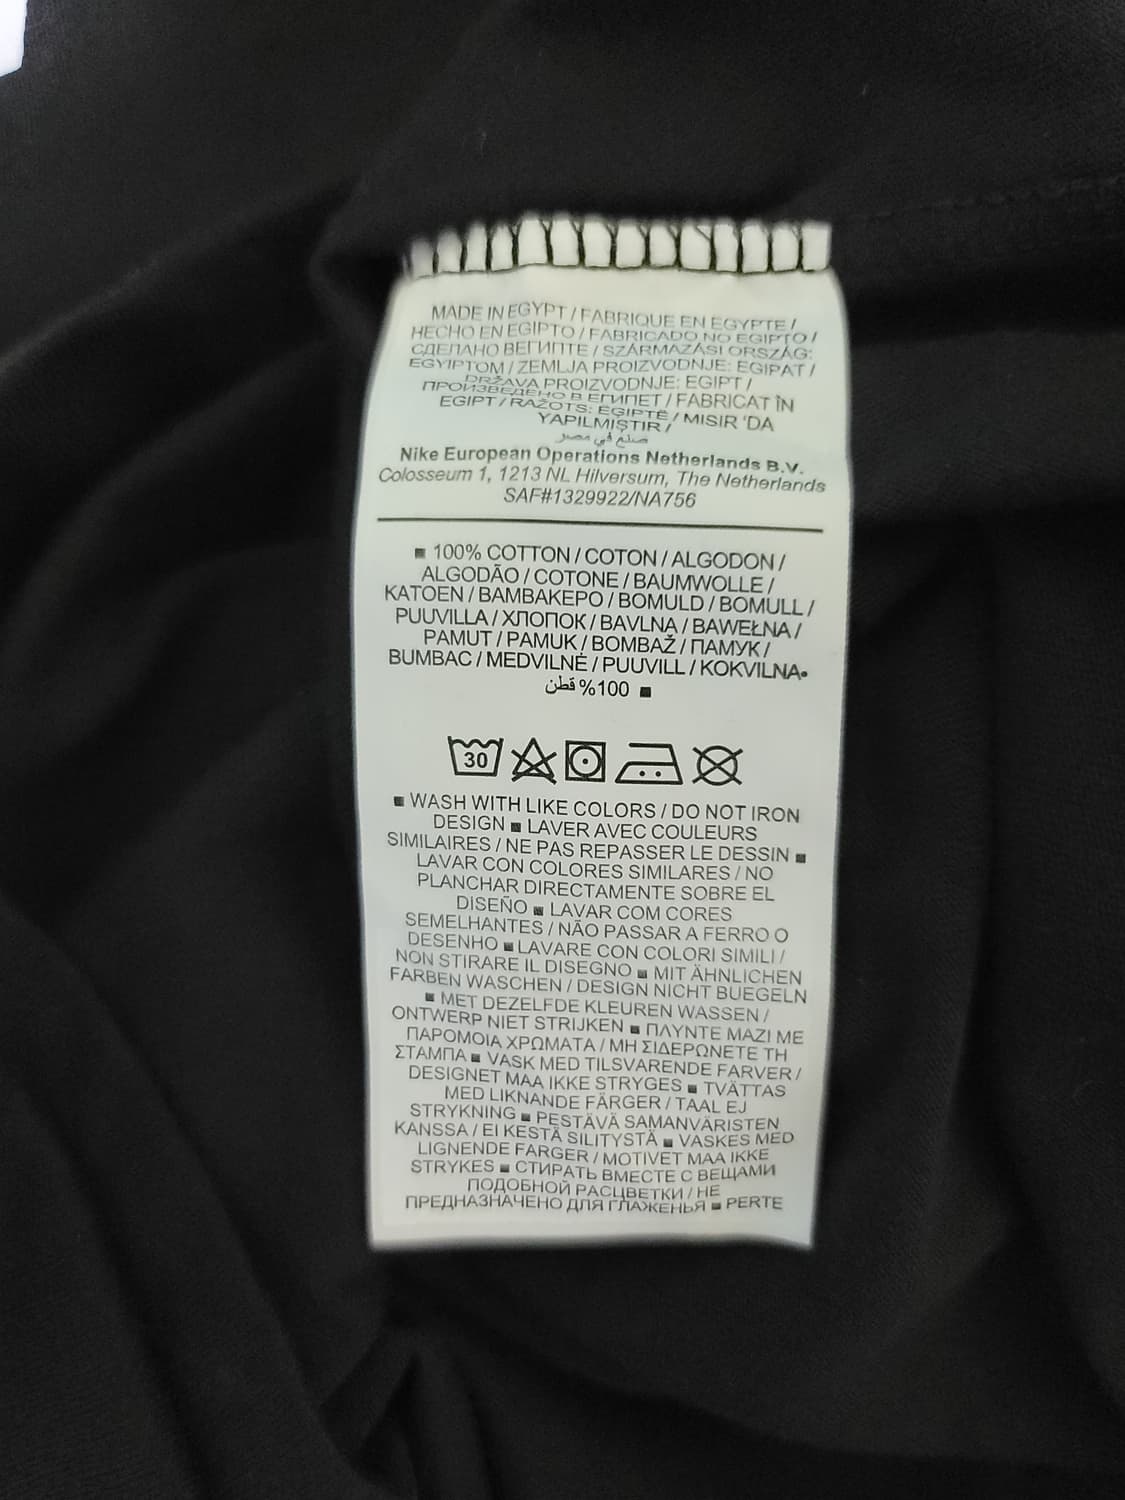 MADE IN EGYPT / FABRIQUE EN EGYPTE /
HECHO EN EGIPTO / FABRICADO NO EGIPTO /
СДЕЛАНО ВЕГИПТЕ / SZÁRMAZÁSI ORSZÁG:
EGYIPTOM / ZEMLJA PROIZVODNJE: EGIPAT /
DRŽAVA PROIZVODNJE: EGIPT /
ПРОИЗВЕДЕНО В ЕГИПЕТ / FABRICAT ÎN
EGIPT / RAŽOTS: EGIPTE / MISIR 'DA
YAPILMIŞTIR /
صنع في مصر
Nike European Operations Netherlands B.V.
Colosseum 1, 1213 NL Hilversum, The Netherlands
SAF#1329922/NA756
■ 100% COTTON / COTON / ALGODON /
ALGODÃO / COTONE / BAUMWOLLE /
KATOEN / ΒΑΜΒΑΚΕΡΟ / BOMULD / BOMULL /
PUUVILLA / ХЛОПОК / BAVLNA / BAWEŁNA /
PAMUT / PAMUK / BOMBAŽ / ПАМУК /
BUMBAC / MEDVILNĖ / PUUVILL / KOKVILNA•
■ 100% قطن
30
■ WASH WITH LIKE COLORS / DO NOT IRON
DESIGN ■ LAVER AVEC COULEURS
SIMILAIRES / NE PAS REPASSER LE DESSIN ■
LAVAR CON COLORES SIMILARES / NO
PLANCHAR DIRECTAMENTE SOBRE EL
DISEÑO ■ LAVAR COM CORES
SEMELHANTES / NÃO PASSAR A FERRO O
DESENHO ■ LAVARE CON COLORI SIMILI /
NON STIRARE IL DISEGNO ■ MIT ÄHNLICHEN
FARBEN WASCHEN / DESIGN NICHT BUEGELN
■ MET DEZELFDE KLEUREN WASSEN /
ONTWERP NIET STRIJKEN ■ ΠΛΥΝΤΕ ΜΑΖΙ ΜΕ
ΠΑΡΟΜΟΙΑ ΧΡΩΜΑΤΑ / ΜΗ ΣΙΔΕΡΩΝΕΤΕ ΤΗ
ΣΤΑΜΠΑ ■ VASK MED TILSVARENDE FARVER /
DESIGNET MAA IKKE STRYGES ■ TVÄTTAS
MED LIKNANDE FÄRGER / TAAL EJ
STRYKNING ■ PESTÄVÄ SAMANVÄRISTEN
KANSSA / EI KESTÄ SILITYSTÄ ■ VASKES MED
LIGNENDE FARGER / MOTIVET MAA IKKE
STRYKES ■ СТИРАТЬ ВМЕСТЕ С ВЕЩАМИ
ПОДОБНОЙ РАСЦВЕТКИ / НЕ
ПРЕДНАЗНАЧЕНО ДЛЯ ГЛАЖЕНЬЯ ■ PERTE